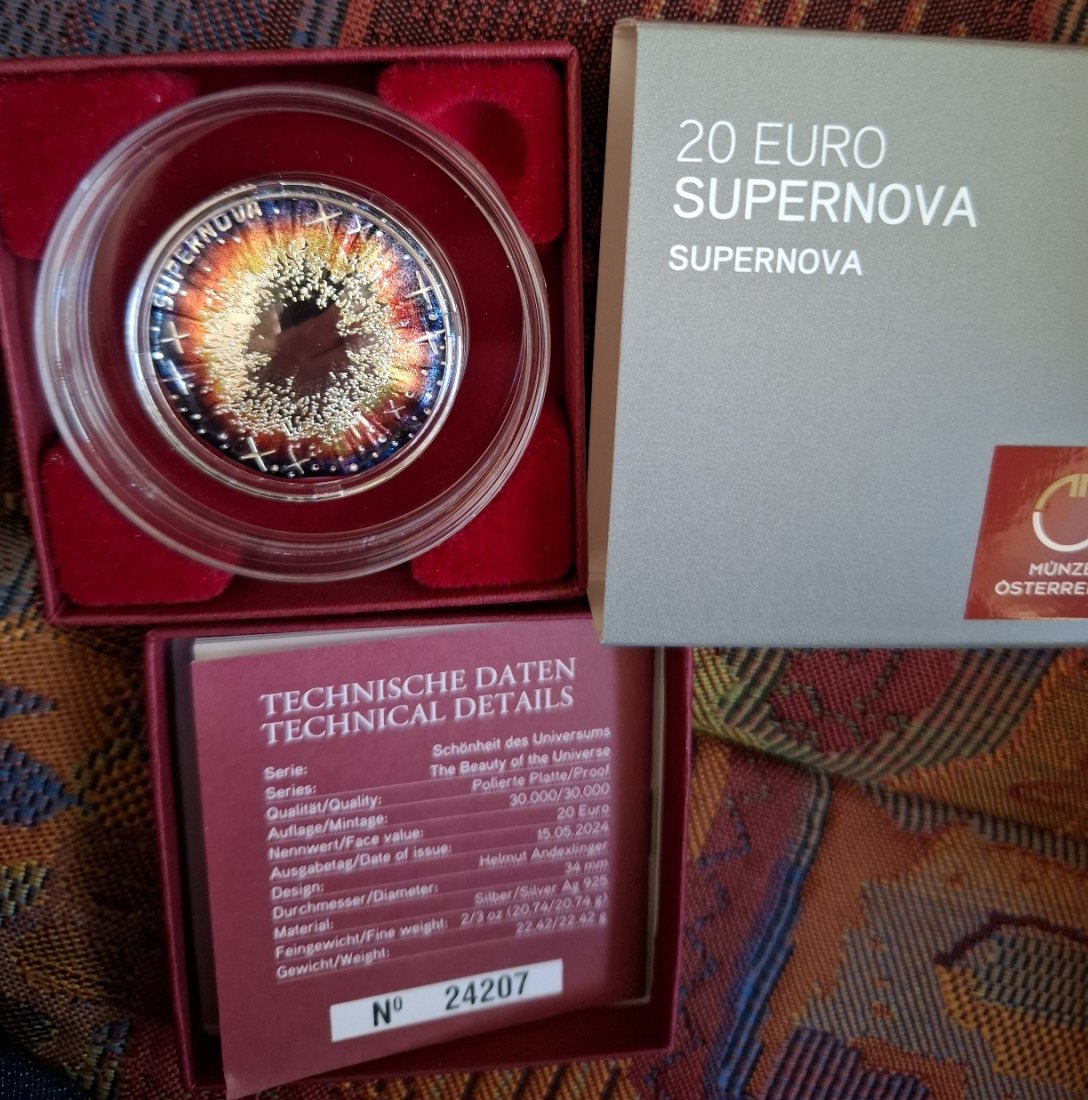 SUPERNOVA
20 EURO
SUPERNOVA
SUPERNOVA
MÜNZE
ÖSTERRE
TECHNISCHE DATEN
TECHNICAL DETAILS
Serie: Schönheit des Universums
Series: The Beauty of the Universe
Qualität/Quality: Polierte Platte/Proof
Auflage/Mintage: 30.000/30.000
Nennwert/Face value: 20 Euro
Ausgabetag/Date of issue: 15.05.2024
Design: Helmut Andexlinger
Durchmesser/Diameter: 34 mm
Material: Silber/Silver Ag 925
Feingewicht/Fine weight: 2/3 oz (20.74/20.74 g)
Gewicht/Weight: 22.42/22.42 g
Nº 24207